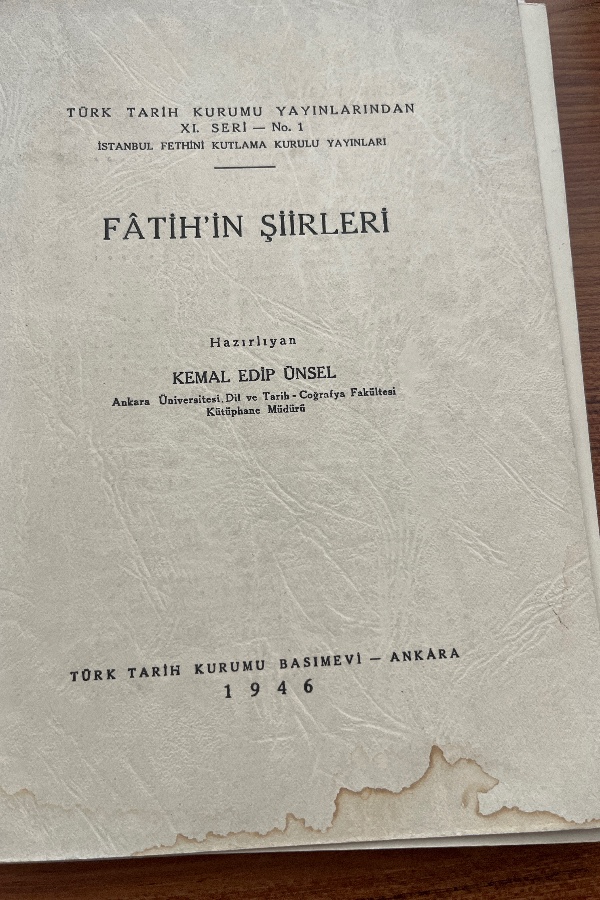 TÜRK TARİH KURUMU YAYINLARINDAN
XI. SERİ — No. 1
İSTANBUL FETHİNİ KUTLAMA KURULU YAYINLARI
FÂTİH'İN ŞİİRLERİ
Hazırlıyan
KEMAL EDİP ÜNSEL
Ankara Üniversitesi, Dil ve Tarih - Coğrafya Fakültesi
Kütüphane Müdürü
TÜRK TARİH KURUMU BASIMEVİ — ANKARA
1946